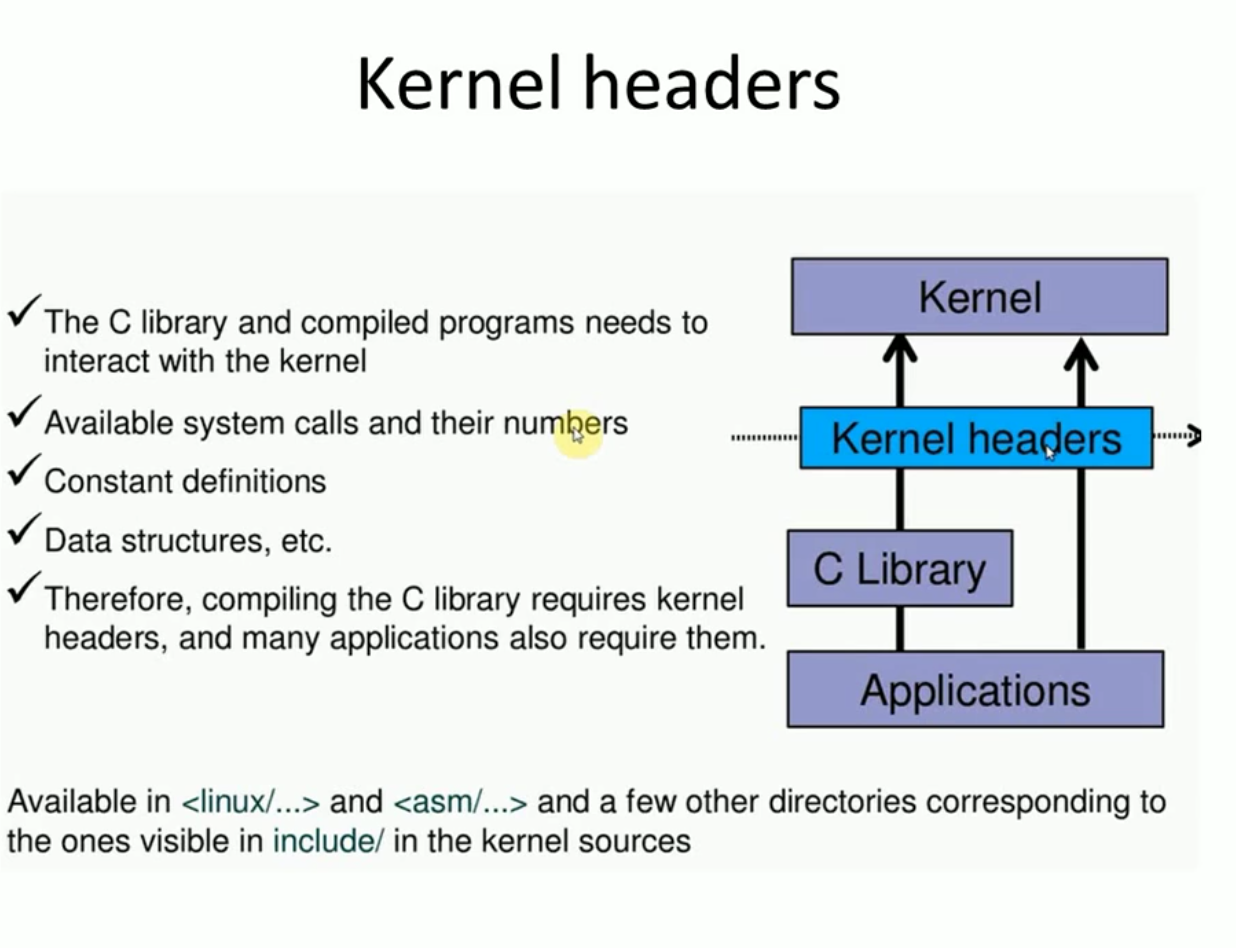 Kernel headers
The C library and compiled programs needs to
interact with the kernel
Available system calls and their numbers
Constant definitions
Data structures, etc.
Therefore, compiling the C library requires kernel
headers, and many applications also require them.
Kernel
Kernel headers
C Library
Applications
Available in <linux/...> and <asm/...> and a few other directories corresponding to
the ones visible in include/ in the kernel sources